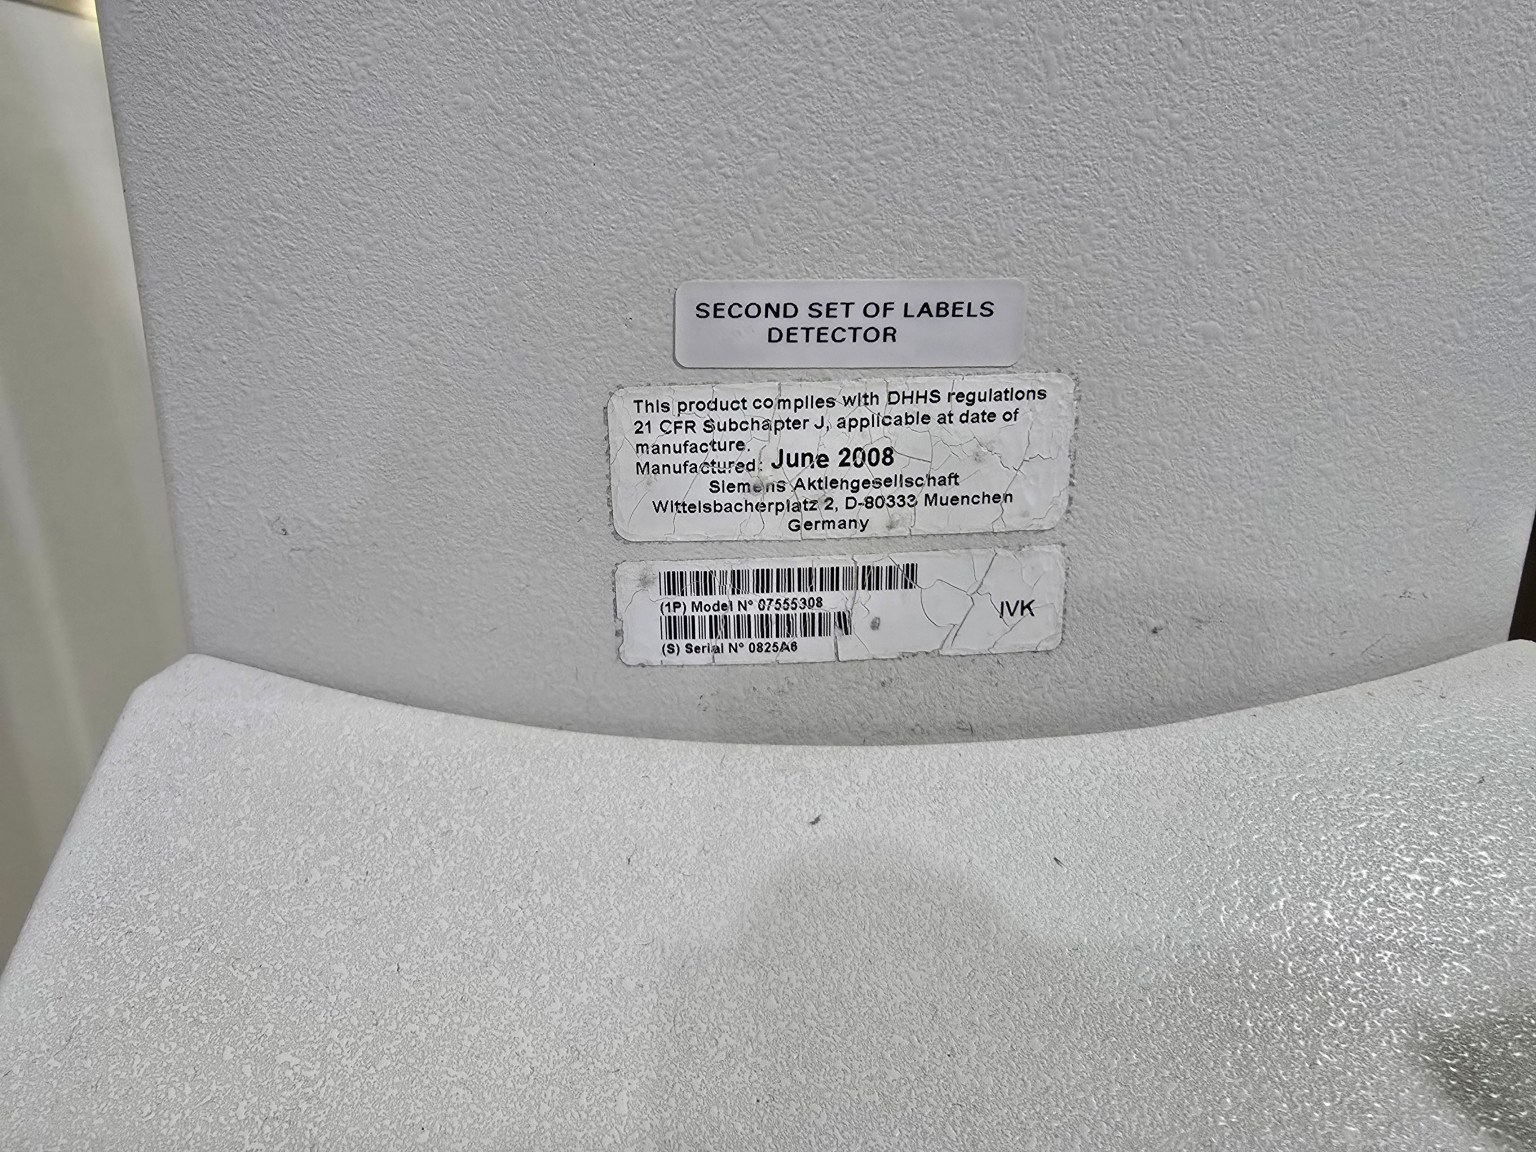 SECOND SET OF LABELS
DETECTOR
This product complies with DHHS regulations
21 CFR Subchapter J, applicable at date of
manufacture.
Manufactured: June 2008
Siemens Aktiengesellschaft
Wittelsbacherplatz 2, D-80333 Muenchen
Germany
(1P) Model N° 07555308
IVK
(S) Serial N° 0825A6